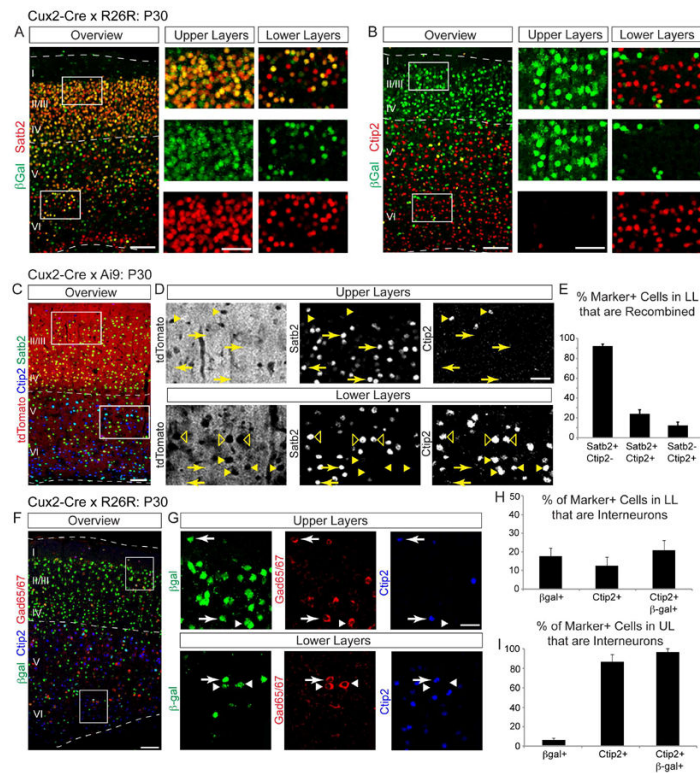 Cux2-Cre x R26R: P30
A
Overview
Upper Layers
Lower Layers
βGal Satb2
I
II/III
IV
V
VI
B
Overview
Upper Layers
Lower Layers
βGal Ctip2
I
II/III
IV
V
VI
Cux2-Cre x Ai9: P30
C
Overview
tdTomato Ctip2 Satb2
I
II/III
IV
V
VI
D
Upper Layers
tdTomato
Satb2
Ctip2
Lower Layers
tdTomato
Satb2
Ctip2
E
% Marker+ Cells in LL
that are Recombined
100
80
60
40
20
0
Satb2+ Satb2+ Satb2-
Ctip2- Ctip2+ Ctip2+
Cux2-Cre x R26R: P30
F
Overview
βgal Ctip2 Gad65/67
I
II/III
IV
V
VI
G
Upper Layers
βgal
Gad65/67
Ctip2
Lower Layers
β-gal
Gad65/67
Ctip2
H
% of Marker+ Cells in LL
that are Interneurons
50
40
30
20
10
0
βgal+ Ctip2+ Ctip2+
β-gal+
I
% of Marker+ Cells in UL
that are Interneurons
100
80
60
40
20
0
βgal+ Ctip2+ Ctip2+
β-gal+